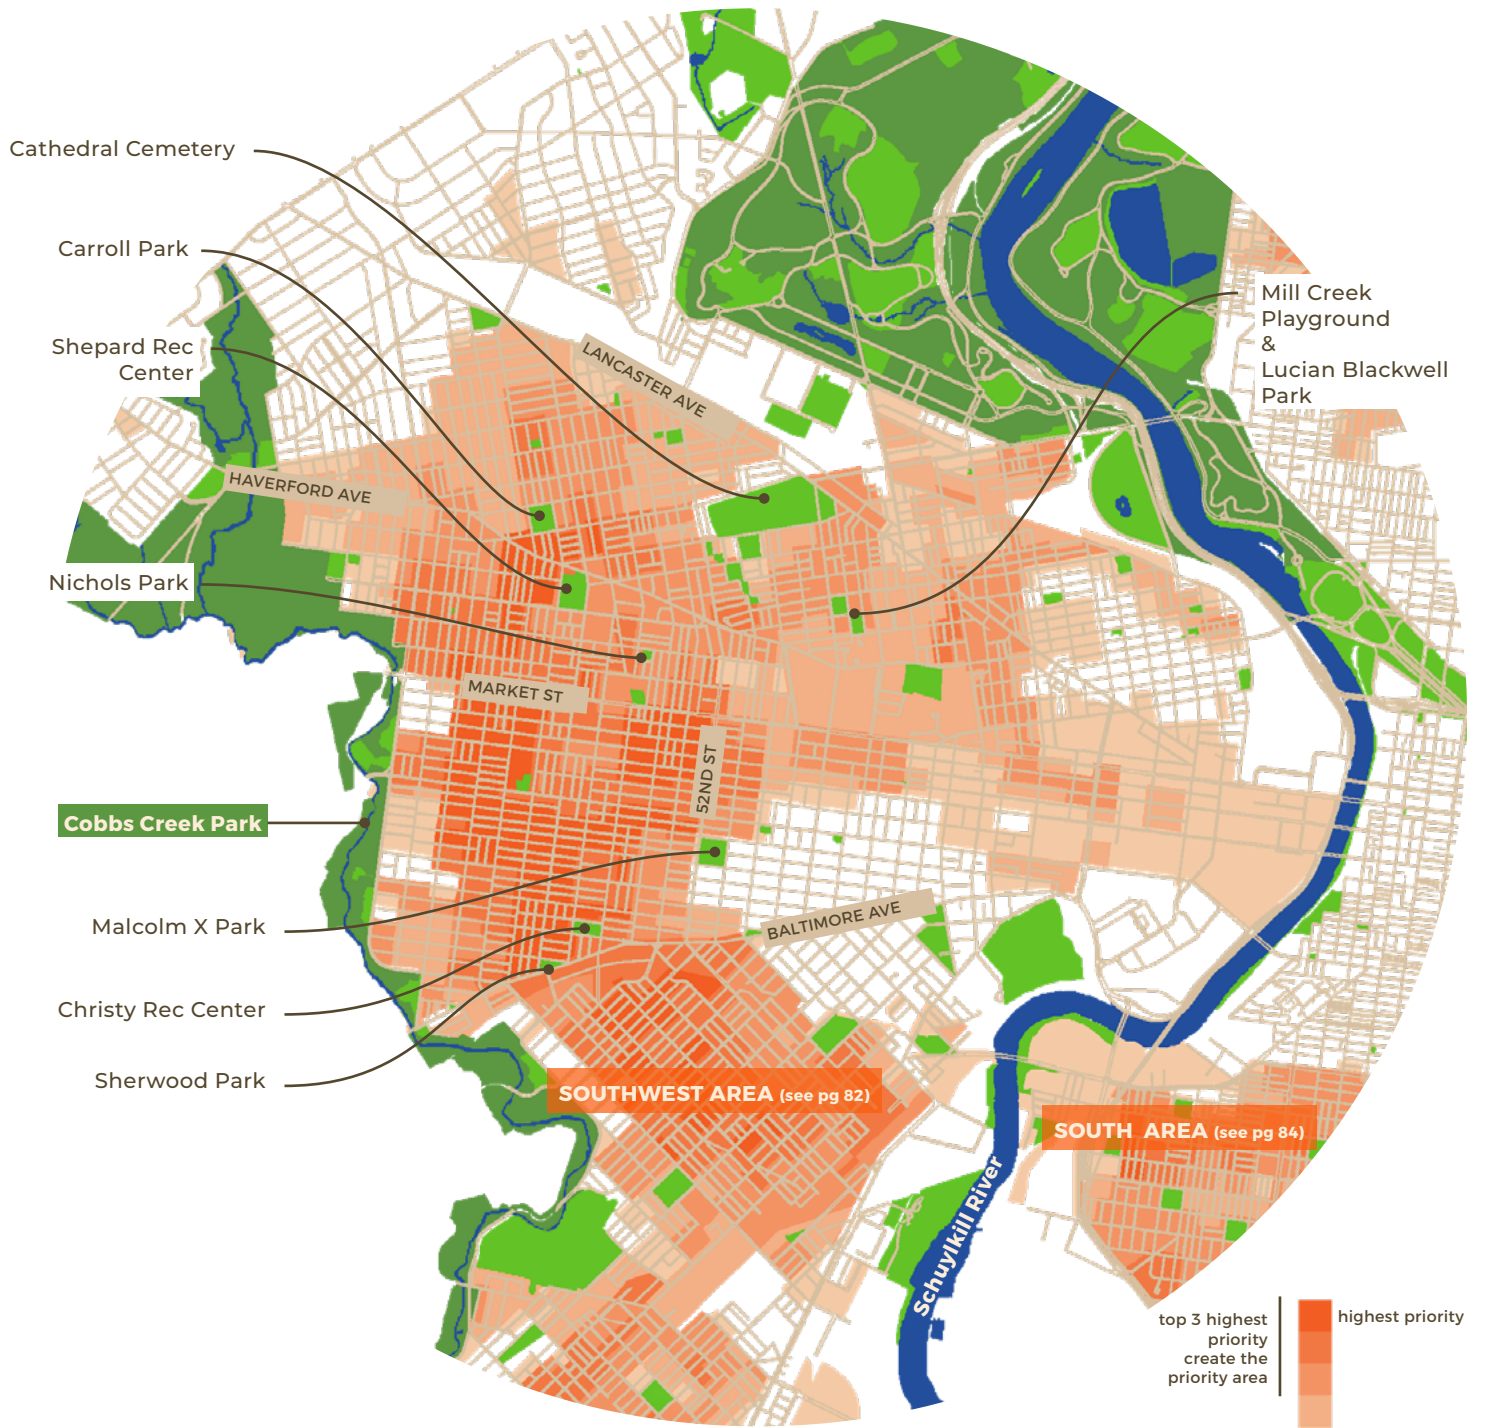 Cathedral Cemetery
Carroll Park
Shepard Rec
Center
Mill Creek
Playground
&
Lucian Blackwell
Park
LANCASTER AVE
HAVERFORD AVE
Nichols Park
MARKET ST
52ND ST
Cobbs Creek Park
Malcolm X Park
BALTIMORE AVE
Christy Rec Center
Sherwood Park
SOUTHWEST AREA (see pg 82)
SOUTH AREA (see pg 84)
Schuylkill River
top 3 highest
priority
create the
priority area
highest priority